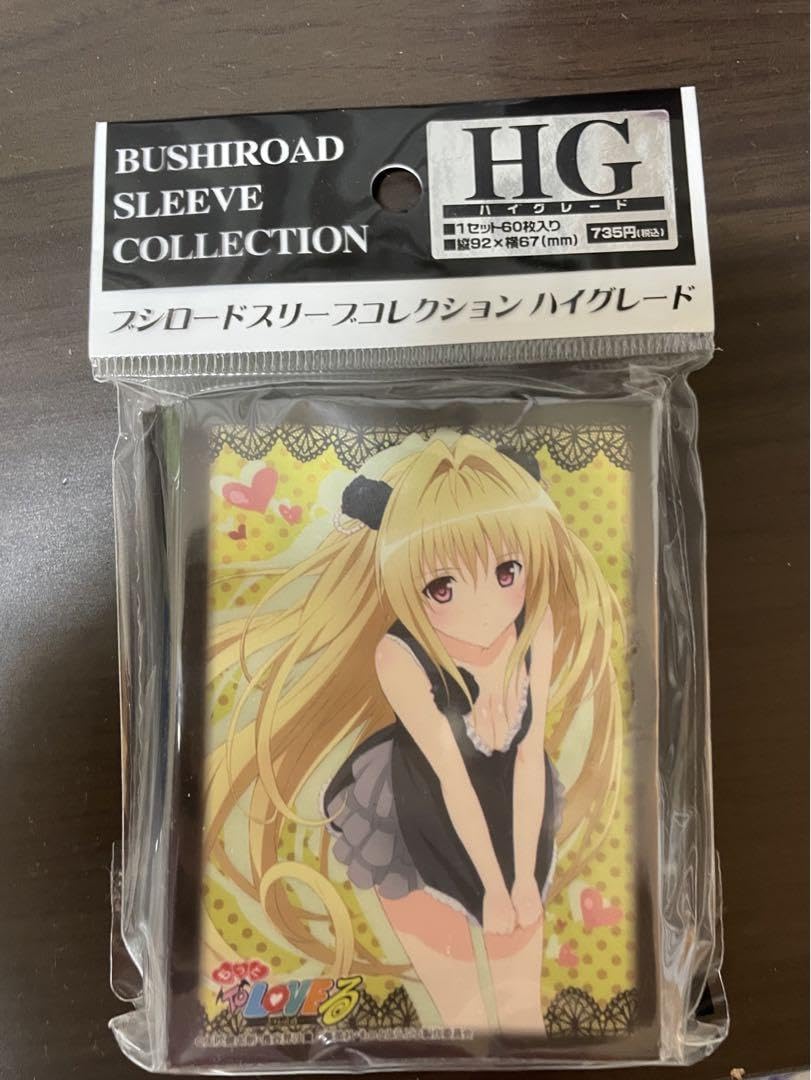 BUSHIROAD
SLEEVE
COLLECTION
HG
ハイグレード
■1セット60枚入り
■縦92×横67(mm)
735円(税込)
ブシロードスリーブコレクション ハイグレード
もっと
To LOVEる